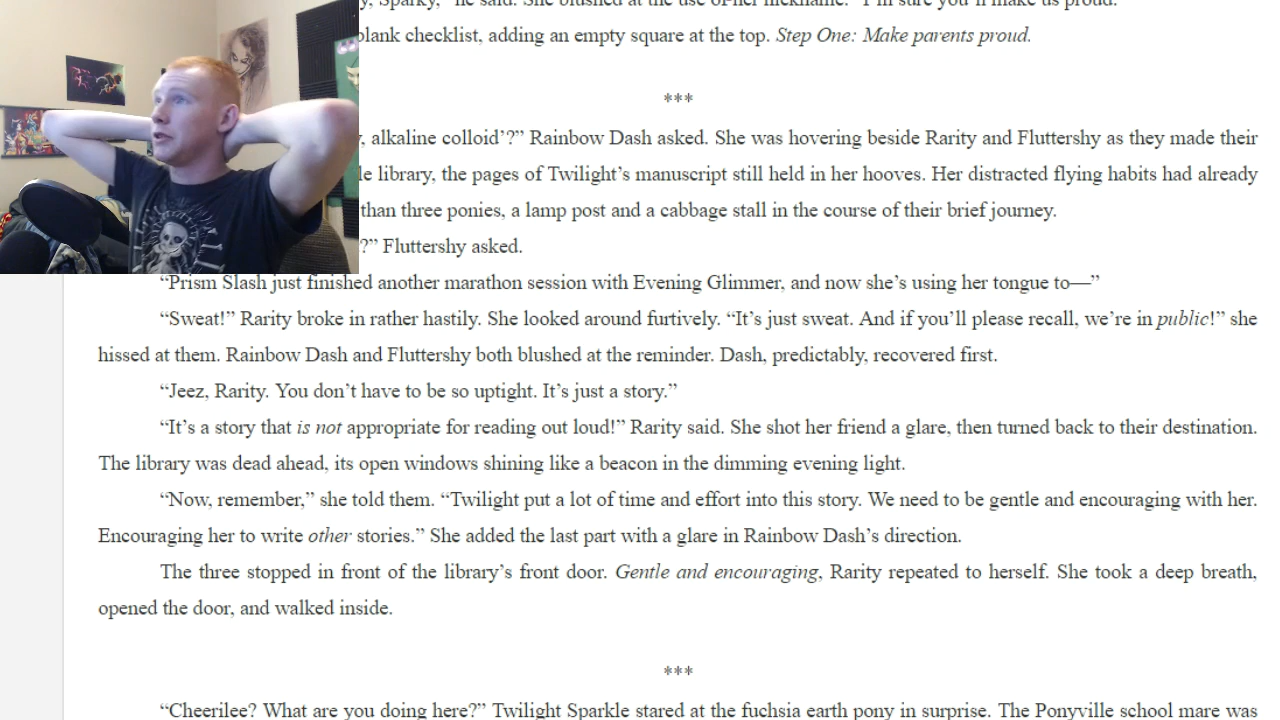 y, Sparky," he said. She blushed at the use of her nickname. "I'm sure you'll make us proud."
blank checklist, adding an empty square at the top. Step One: Make parents proud.
***
, alkaline colloid'?” Rainbow Dash asked. She was hovering beside Rarity and Fluttershy as they made their
le library, the pages of Twilight’s manuscript still held in her hooves. Her distracted flying habits had already
than three ponies, a lamp post and a cabbage stall in the course of their brief journey.
?” Fluttershy asked.
“Prism Slash just finished another marathon session with Evening Glimmer, and now she’s using her tongue to—”
“Sweat!” Rarity broke in rather hastily. She looked around furtively. “It’s just sweat. And if you’ll please recall, we’re in public!” she
hissed at them. Rainbow Dash and Fluttershy both blushed at the reminder. Dash, predictably, recovered first.
“Jeez, Rarity. You don’t have to be so uptight. It’s just a story.”
“It’s a story that is not appropriate for reading out loud!” Rarity said. She shot her friend a glare, then turned back to their destination.
The library was dead ahead, its open windows shining like a beacon in the dimming evening light.
“Now, remember,” she told them. “Twilight put a lot of time and effort into this story. We need to be gentle and encouraging with her.
Encouraging her to write other stories.” She added the last part with a glare in Rainbow Dash’s direction.
The three stopped in front of the library’s front door. Gentle and encouraging, Rarity repeated to herself. She took a deep breath,
opened the door, and walked inside.
***
“Cheerilee? What are you doing here?” Twilight Sparkle stared at the fuchsia earth pony in surprise. The Ponyville school mare was